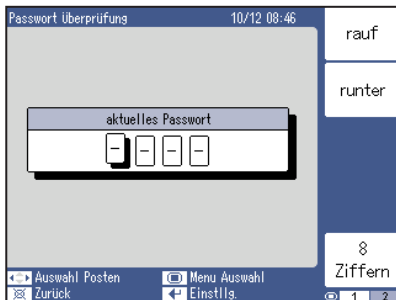 Passwort Überprüfung 10/12 08:46
rauf
runter
aktuelles Passwort
- - - -
8
Ziffern
Auswahl Posten Menu Auswahl
Zurück Einstllg.
1 2